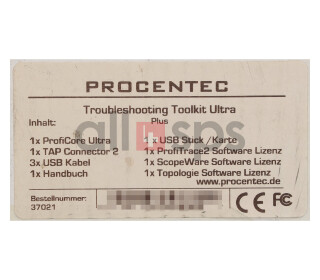 PROCENTEC
Troubleshooting Toolkit Ultra
Plus
Inhalt:
1x ProfiCore Ultra
1x TAP Connector 2
3x USB Kabel
1x Handbuch
1x USB Stick / Karte
1x ProfiTrace2 Software Lizenz
1x ScopeWare Software Lizenz
1x Topologie Software Lizenz
www.procentec.de
Bestellnummer:
37021
CE FC
allsps